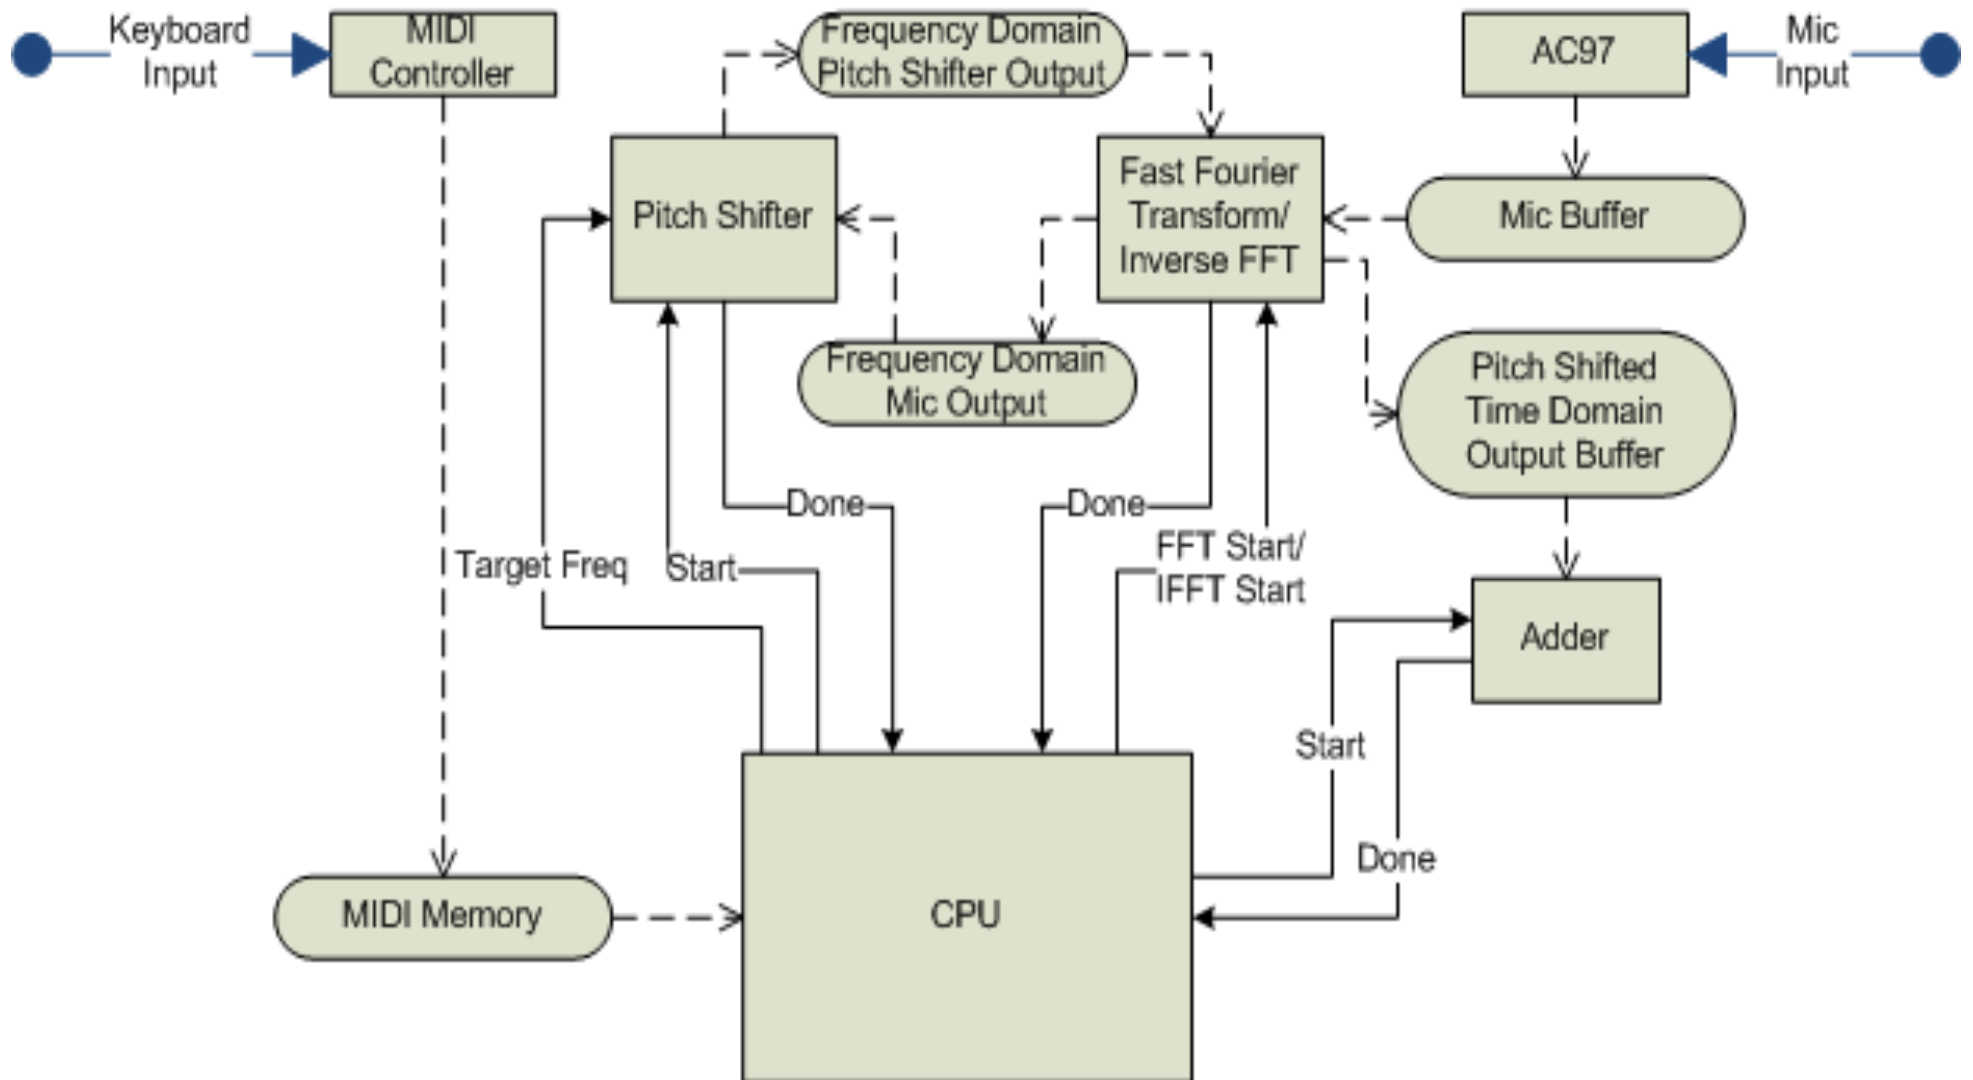 Keyboard
Input
MIDI
Controller
Frequency Domain
Pitch Shifter Output
AC97
Mic
Input
Pitch Shifter
Fast Fourier
Transform/
Inverse FFT
Mic Buffer
Frequency Domain
Mic Output
Pitch Shifted
Time Domain
Output Buffer
Done
Done
Target Freq
Start
FFT Start/
IFFT Start
Adder
Start
Done
MIDI Memory
CPU